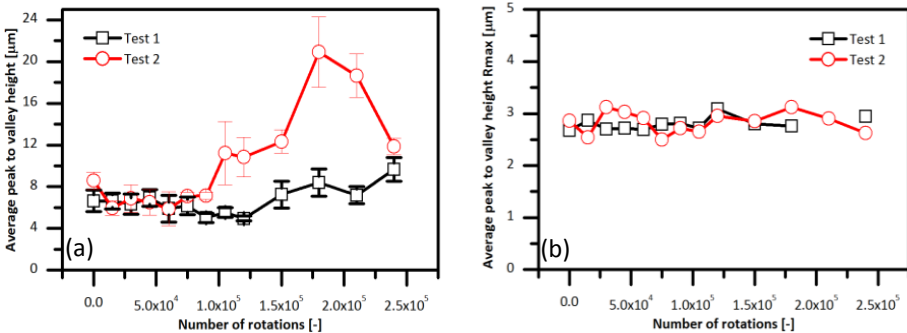 24
20
16
12
8
4
0
Average peak to valley height [µm]
Test 1
Test 2
(a)
0.0
5.0x10⁴
1.0x10⁵
1.5x10⁵
2.0x10⁵
2.5x10⁵
Number of rotations [-]
5
4
3
2
1
0
Average peak to valley height Rmax [µm]
Test 1
Test 2
(b)
0.0
5.0x10⁴
1.0x10⁵
1.5x10⁵
2.0x10⁵
2.5x10⁵
Number of rotations [-]